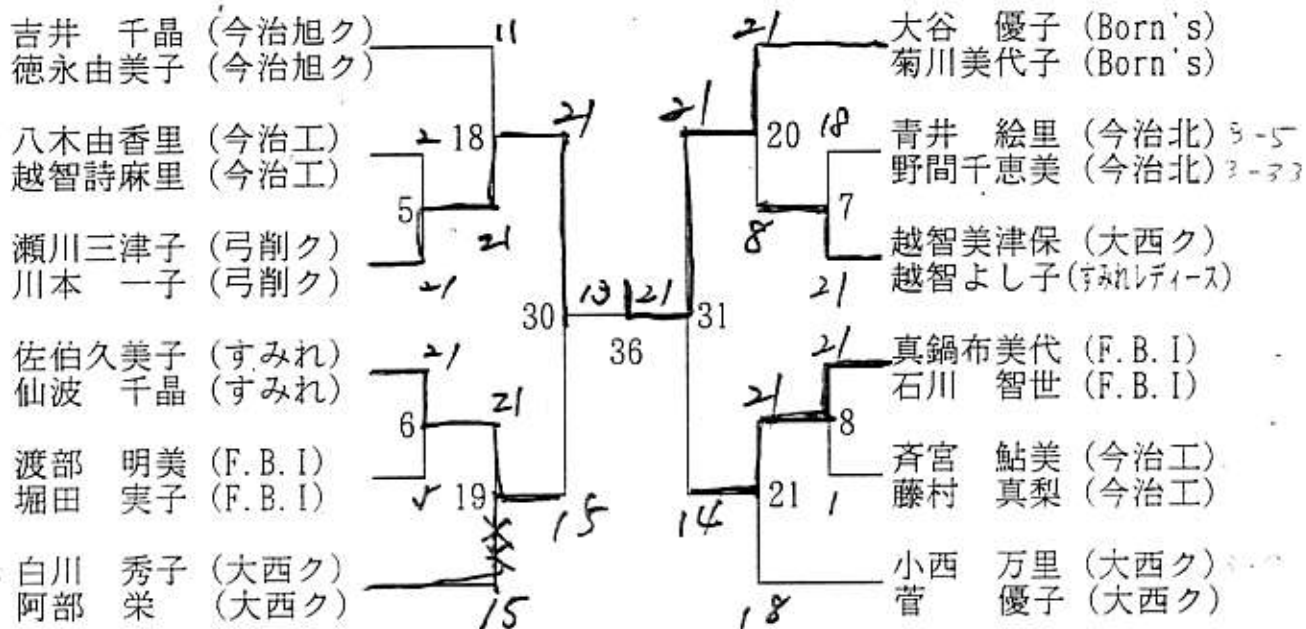 吉井　千晶 (今治旭ク)
徳永由美子 (今治旭ク)
11
八木由香里 (今治工)
越智詩麻里 (今治工)
2
18
21
5
瀬川三津子 (弓削ク)
川本　一子 (弓削ク)
21
21
30
13
21
36
佐伯久美子 (すみれ)
仙波　千晶 (すみれ)
21
21
6
渡部　明美 (F.B.I)
堀田　実子 (F.B.I)
5
19
15
白川　秀子 (大西ク)
阿部　栄　 (大西ク)
15
21
大谷　優子 (Born's)
菊川美代子 (Born's)
21
20
18
青井　絵里 (今治北) 3-5
野間千恵美 (今治北) 3-33
7
8
越智美津保 (大西ク)
越智よし子(すみれレディース)
21
31
21
真鍋布美代 (F.B.I)
石川　智世 (F.B.I)
21
8
斉宮　鮎美 (今治工)
藤村　真梨 (今治工)
14
21
1
小西　万里 (大西ク)
菅　　優子 (大西ク)
18